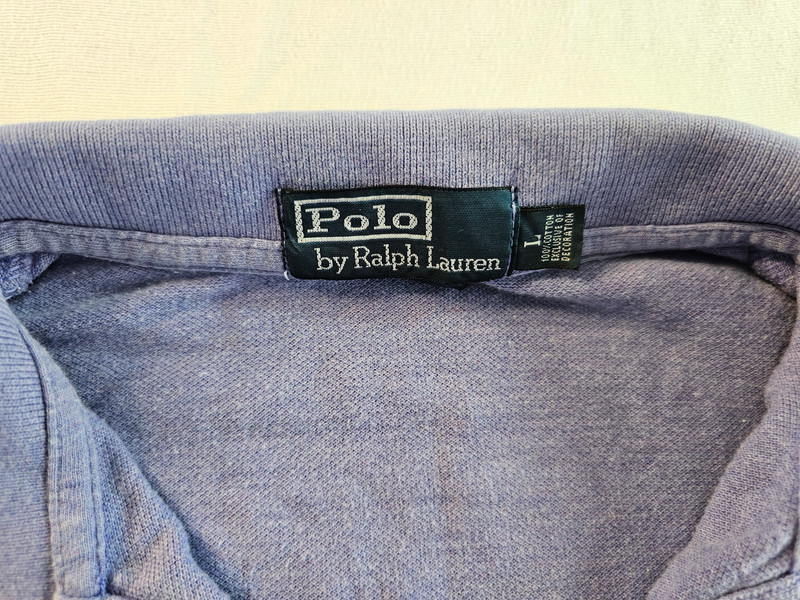 Polo
by Ralph Lauren
L
100% COTTON
EXCLUSIVE OF
DECORATION